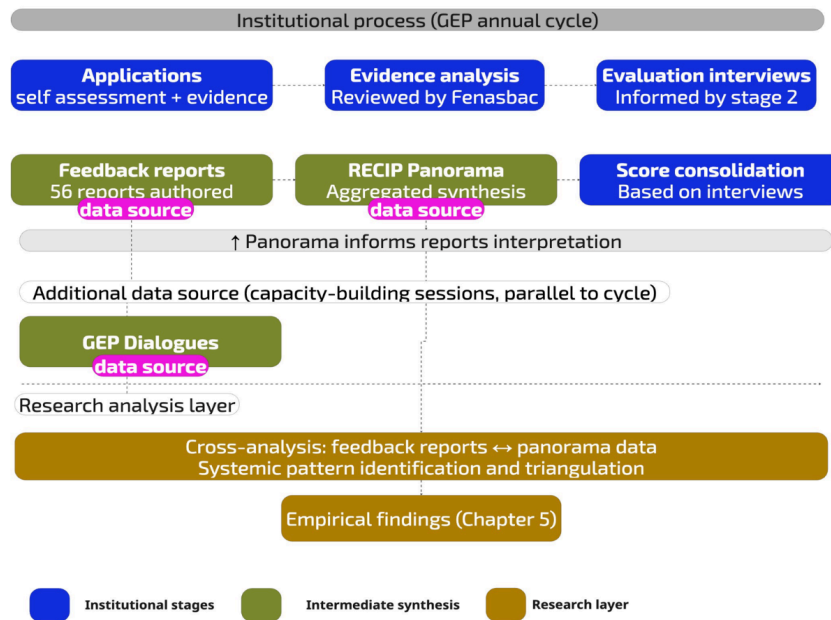 Institutional process (GEP annual cycle)
Applications
self assessment + evidence
Evidence analysis
Reviewed by Fenasbac
Evaluation interviews
Informed by stage 2
Feedback reports
56 reports authored
data source
RECIP Panorama
Aggregated synthesis
data source
Score consolidation
Based on interviews
↑ Panorama informs reports interpretation
Additional data source (capacity-building sessions, parallel to cycle)
GEP Dialogues
data source
Research analysis layer
Cross-analysis: feedback reports ↔ panorama data
Systemic pattern identification and triangulation
Empirical findings (Chapter 5)
Institutional stages
Intermediate synthesis
Research layer